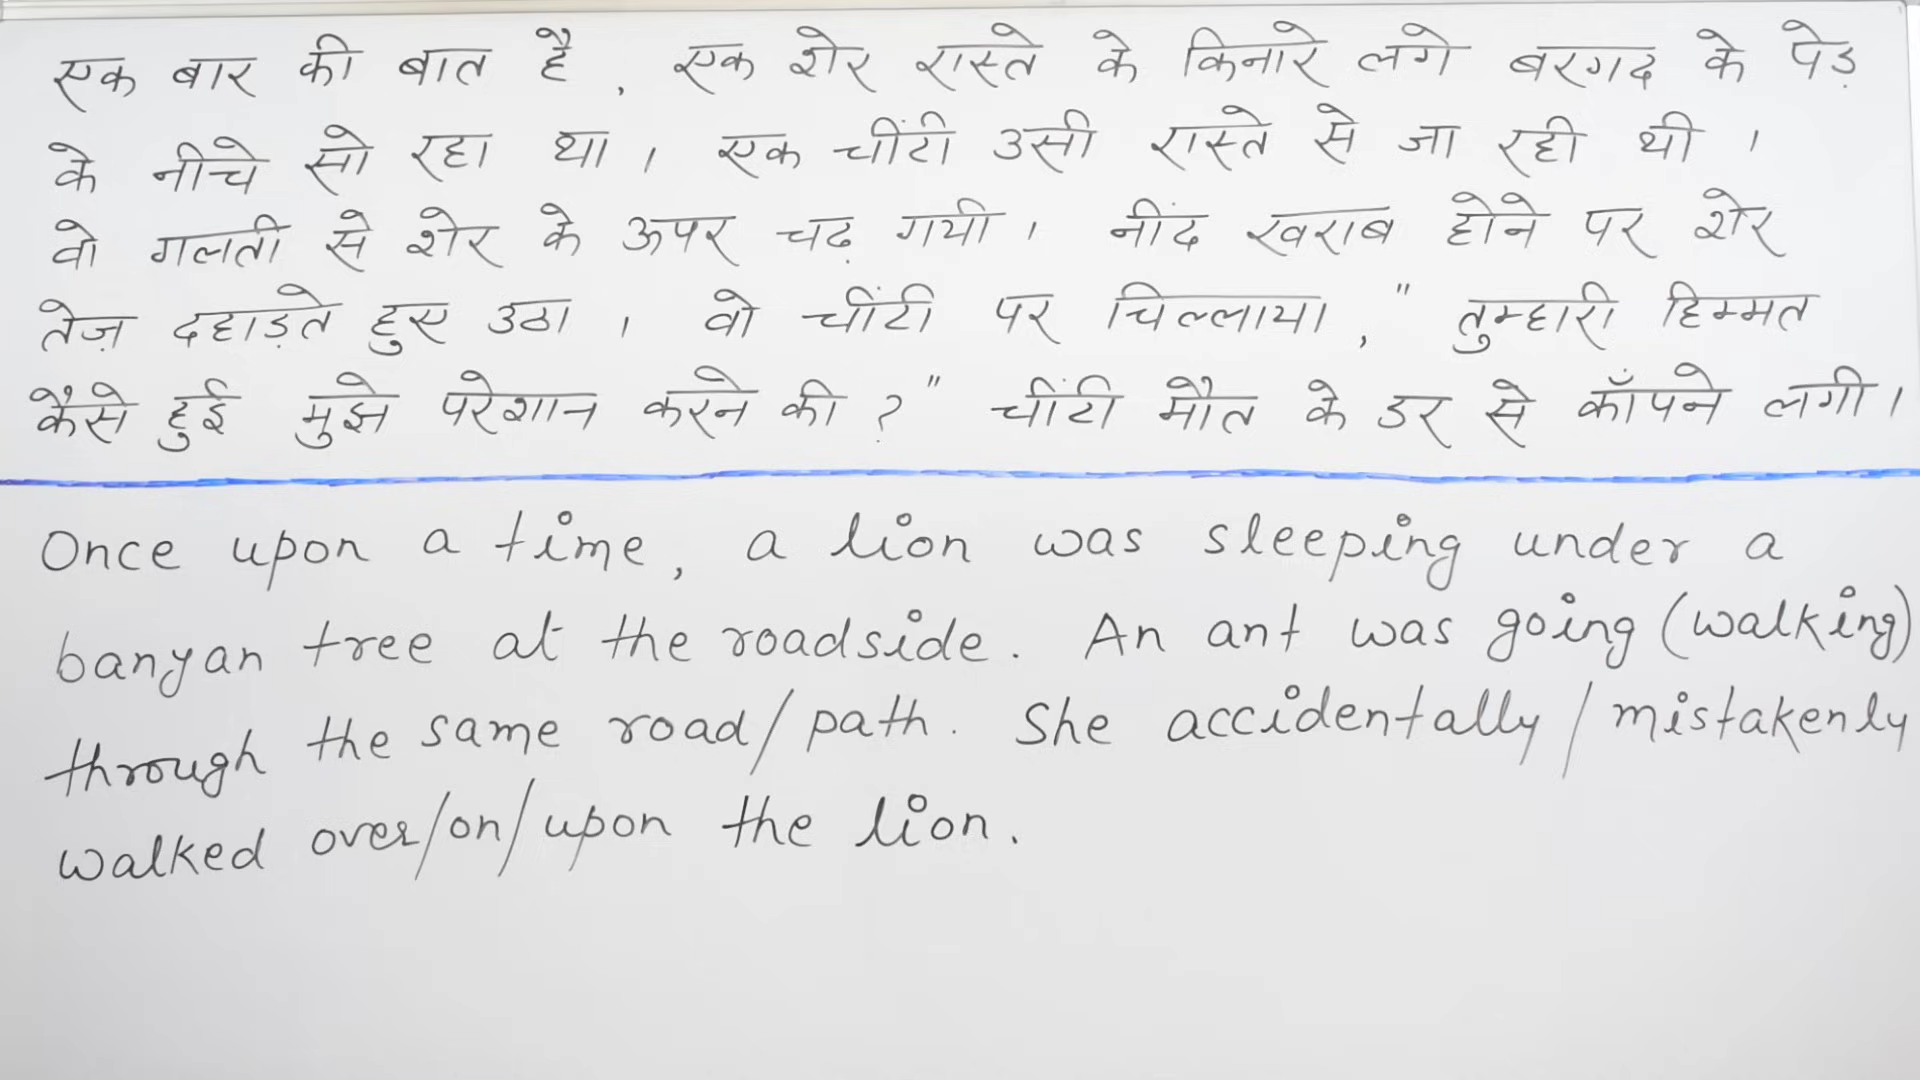 एक बार की बात है, एक शेर रास्ते के किनारे लगे बरगद के पेड़
के नीचे सो रहा था। एक चींटी उसी रास्ते से जा रही थी।
वो गलती से शेर के ऊपर चढ़ गयी। नींद खराब होने पर शेर
तेज़ दहाड़ते हुए उठा। वो चींटी पर चिल्लाया, "तुम्हारी हिम्मत
कैसे हुई मुझे परेशान करने की?" चींटी मौत के डर से काँपने लगी।
Once upon a time, a lion was sleeping under a
banyan tree at the roadside. An ant was going (walking)
through the same road/path. She accidentally/mistakenly
walked over/on/upon the lion.